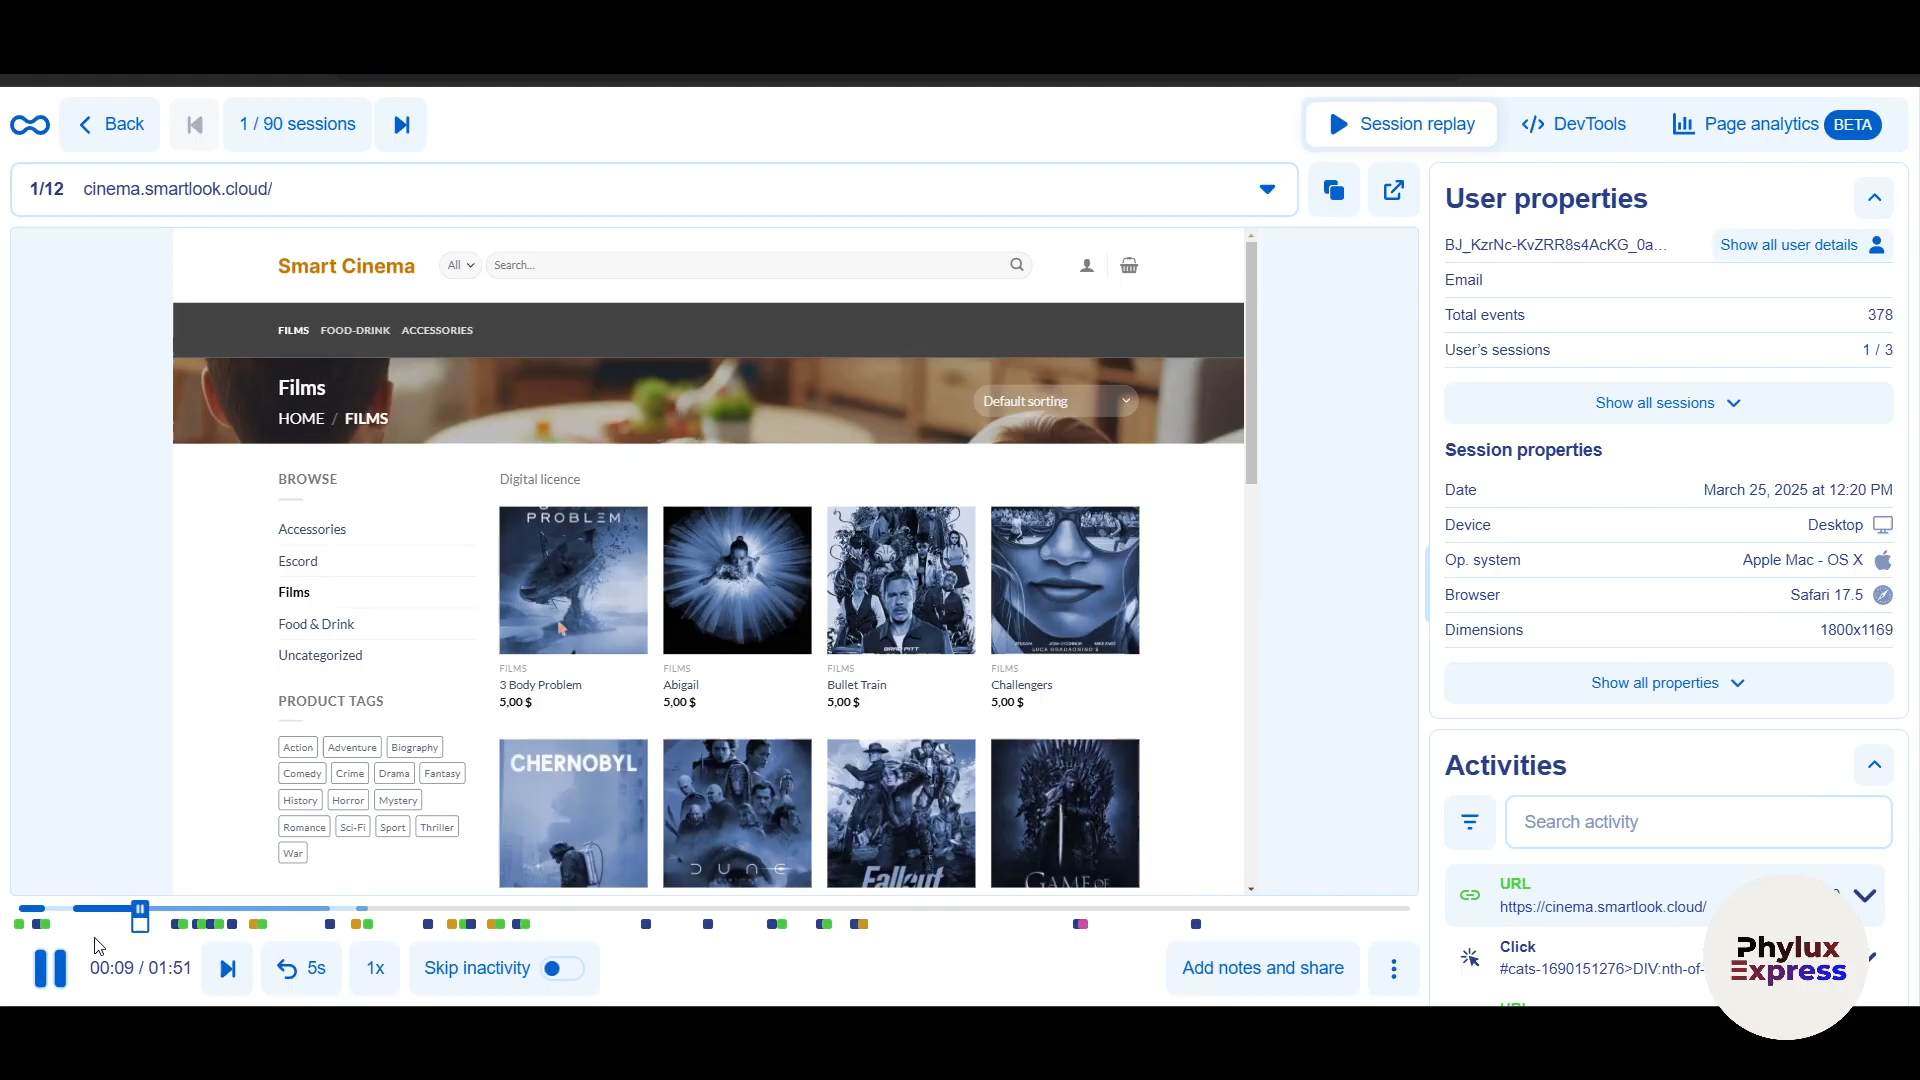 Back
1 / 90 sessions
Session replay
DevTools
Page analytics BETA
1/12 cinema.smartlook.cloud/
Smart Cinema
All
Search...
FILMS FOOD-DRINK ACCESSORIES
Films
HOME / FILMS
Default sorting
BROWSE
Accessories
Escord
Films
Food & Drink
Uncategorized
PRODUCT TAGS
Action Adventure Biography
Comedy Crime Drama Fantasy
History Horror Mystery
Romance Sci-Fi Sport Thriller
War
Digital licence
PROBLEM
BRAD PITT
FILMS
3 Body Problem
5,00 $
FILMS
Abigail
5,00 $
FILMS
Bullet Train
5,00 $
FILMS
Challengers
5,00 $
CHERNOBYL
DUNE
Fallout
GAME OF
00:09 / 01:51
5s
1x
Skip inactivity
Add notes and share
User properties
BJ_KzrNc-KvZRR8s4AcKG_0a...
Show all user details
Email
Total events 378
User's sessions 1 / 3
Show all sessions
Session properties
Date March 25, 2025 at 12:20 PM
Device Desktop
Op. system Apple Mac - OS X
Browser Safari 17.5
Dimensions 1800x1169
Show all properties
Activities
Search activity
URL
https://cinema.smartlook.cloud/
Click
#cats-1690151276>DIV:nth-of-
URL
Phylux
Express